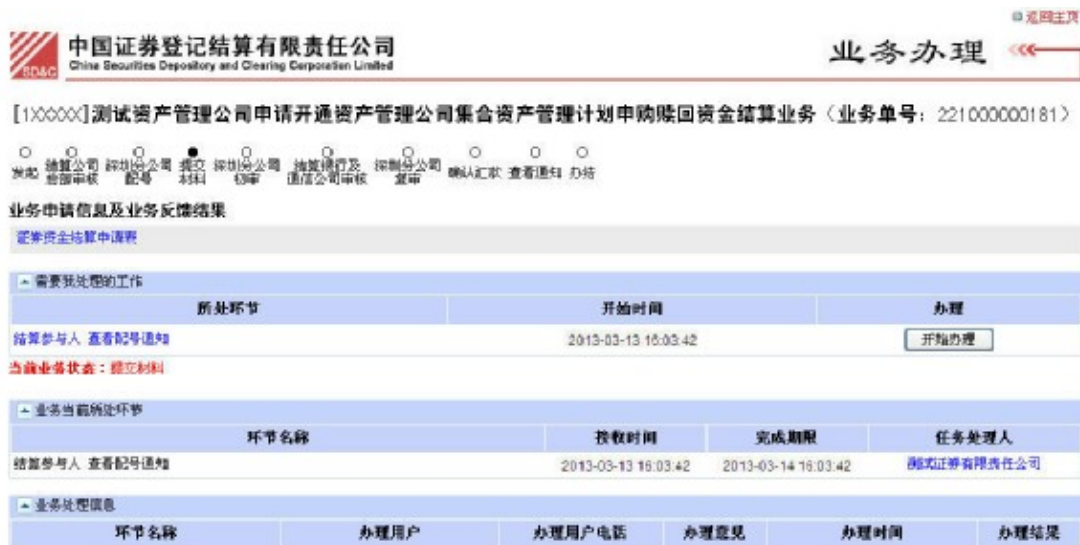 返回主页
中国证券登记结算有限责任公司
China Securities Depository and Clearing Corporation Limited
SD&C
业务办理
[1XXXXX]测试资产管理公司申请开通资产管理公司集合资产管理计划申购赎回资金结算业务（业务单号：221000000181）
发起 结算公司总部审核 深圳分公司配号 提交材料 深圳分公司初审 结算银行及通信公司审核 深圳分公司复审 确认汇款 查看通知 办结
业务申请信息及业务反馈结果
证券资金结算申请表
需要我处理的工作
所处环节 开始时间 办理
结算参与人 查看配号通知 2013-03-13 16:03:42 开始办理
当前业务状态：提交材料
业务当前所处环节
环节名称 接收时间 完成期限 任务处理人
结算参与人 查看配号通知 2013-03-13 16:03:42 2013-03-14 16:03:42 测试证券有限责任公司
业务处理信息
环节名称 办理用户 办理用户电话 办理意见 办理时间 办理结果